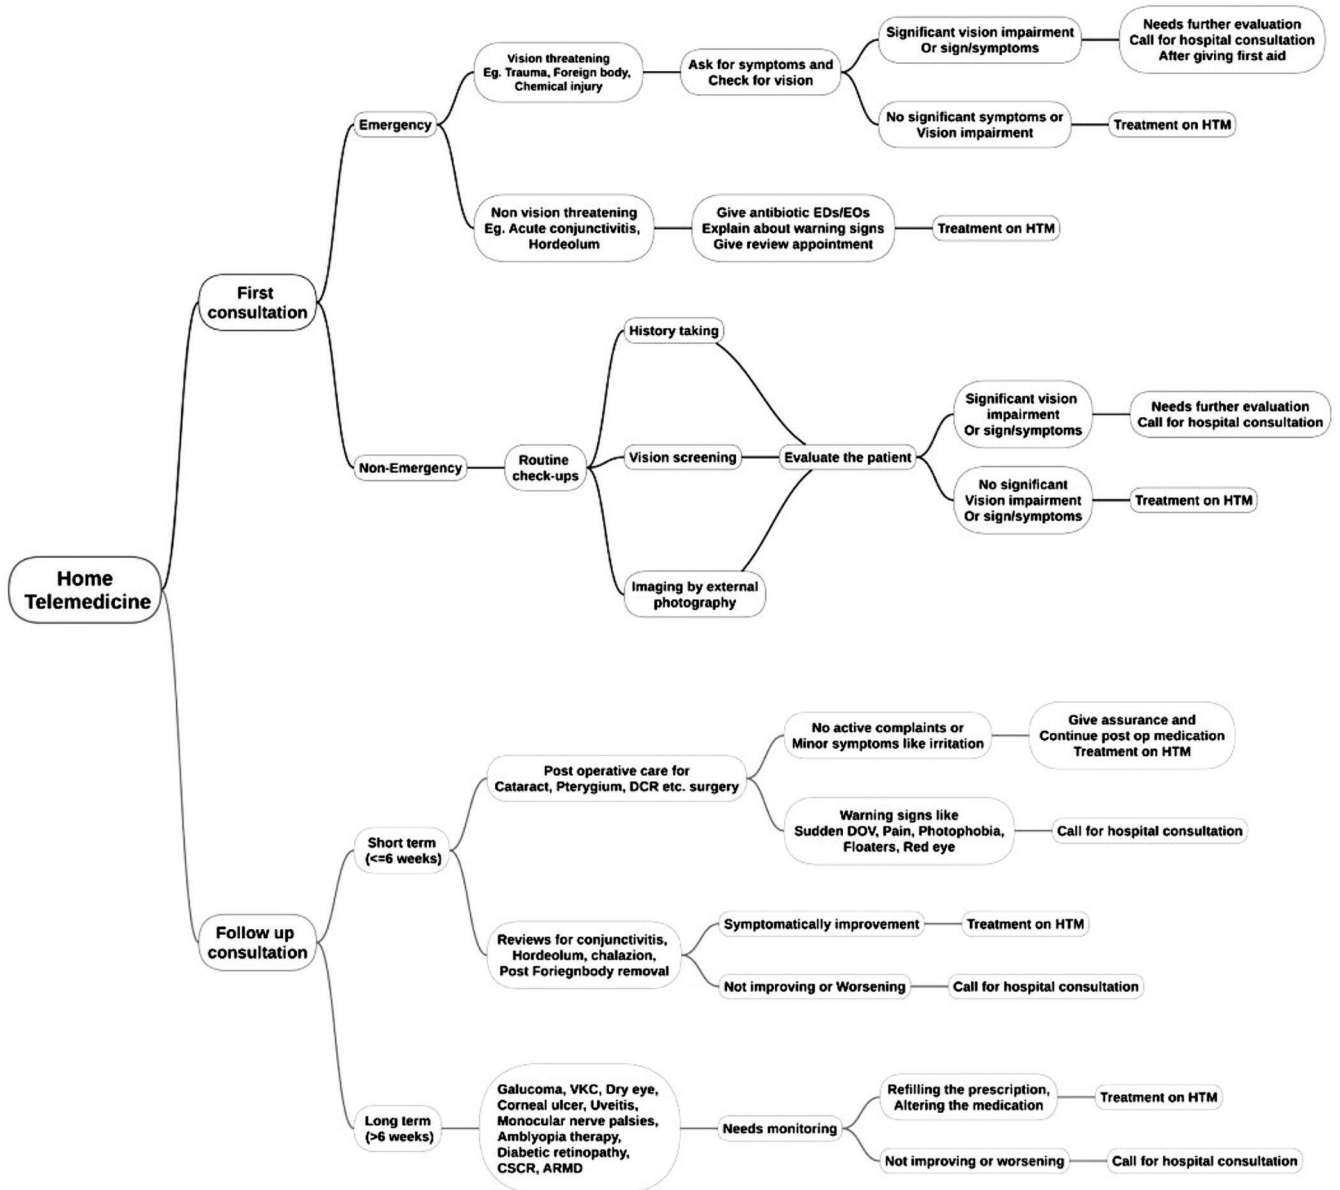 Home
Telemedicine
First
consultation
Emergency
Vision threatening
Eg. Trauma, Foreign body,
Chemical injury
Ask for symptoms and
Check for vision
Significant vision impairment
Or sign/symptoms
Needs further evaluation
Call for hospital consultation
After giving first aid
No significant symptoms or
Vision impairment
Treatment on HTM
Non vision threatening
Eg. Acute conjunctivitis,
Hordeolum
Give antibiotic EDs/EOs
Explain about warning signs
Give review appointment
Treatment on HTM
Non-Emergency
Routine
check-ups
History taking
Vision screening
Imaging by external
photography
Evaluate the patient
Significant vision
impairment
Or sign/symptoms
Needs further evaluation
Call for hospital consultation
No significant
Vision impairment
Or sign/symptoms
Treatment on HTM
Follow up
consultation
Short term
(<=6 weeks)
Post operative care for
Cataract, Pterygium, DCR etc. surgery
No active complaints or
Minor symptoms like irritation
Give assurance and
Continue post op medication
Treatment on HTM
Warning signs like
Sudden DOV, Pain, Photophobia,
Floaters, Red eye
Call for hospital consultation
Reviews for conjunctivitis,
Hordeolum, chalazion,
Post Foriegnbody removal
Symptomatically improvement
Treatment on HTM
Not improving or Worsening
Call for hospital consultation
Long term
(>6 weeks)
Galucoma, VKC, Dry eye,
Corneal ulcer, Uveitis,
Monocular nerve palsies,
Amblyopia therapy,
Diabetic retinopathy,
CSCR, ARMD
Needs monitoring
Refilling the prescription,
Altering the medication
Treatment on HTM
Not improving or worsening
Call for hospital consultation